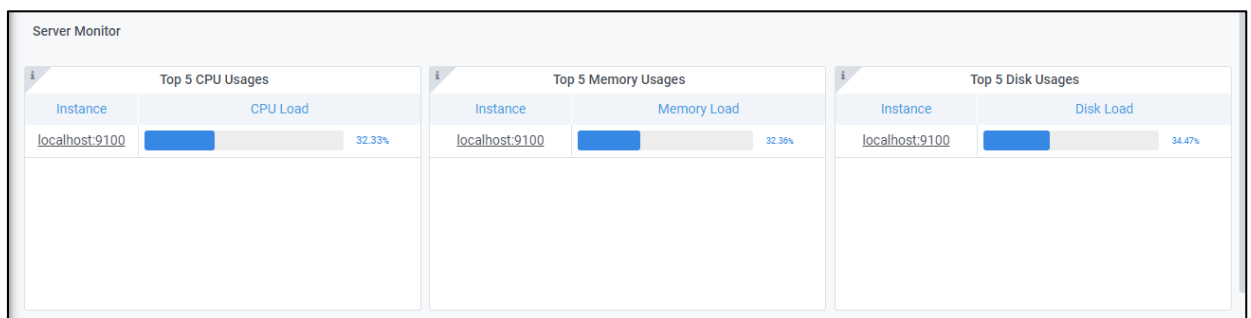 Server Monitor
i Top 5 CPU Usages
Instance CPU Load
localhost:9100 32.33%
i Top 5 Memory Usages
Instance Memory Load
localhost:9100 32.36%
i Top 5 Disk Usages
Instance Disk Load
localhost:9100 34.47%